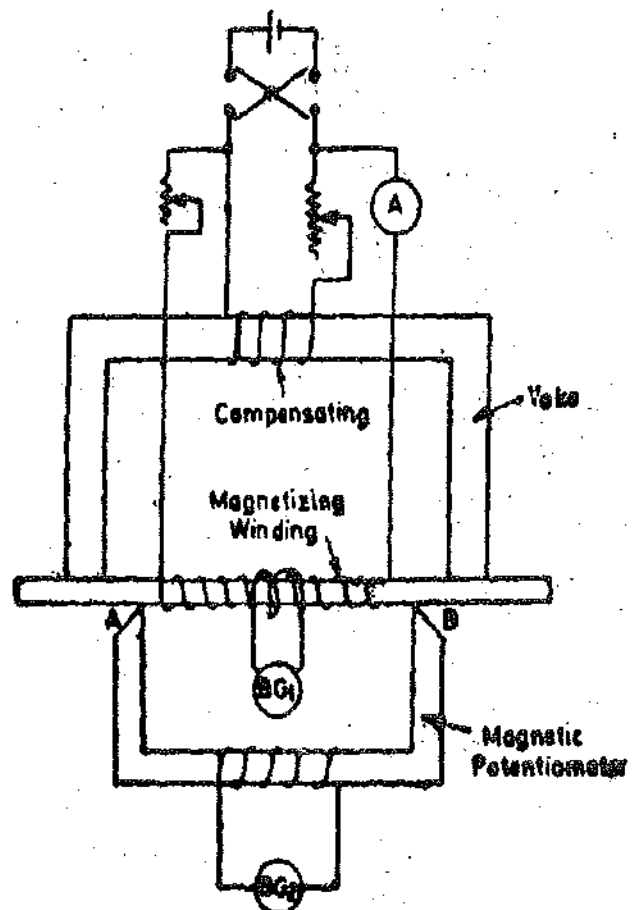 A
Compensating
Yoke
Magnetizing
Winding
A
B
BG₁
Magnetic
Potentiometer
BG₂